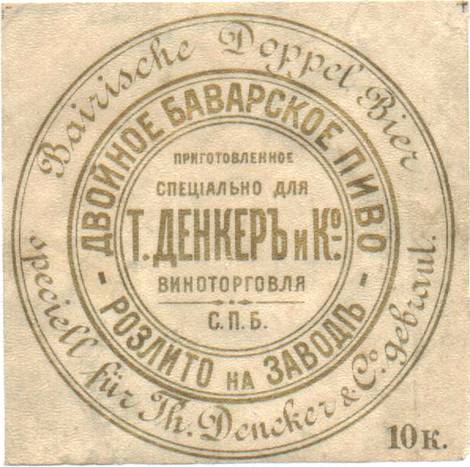 Bairische Doppel Bier
speciell für Th. Dencker & Co. gebraut.
ДВОЙНОЕ БАВАРСКОЕ ПИВО
- РОЗЛИТО НА ЗАВОДѢ -
ПРИГОТОВЛЕННОЕ
СПЕЦІАЛЬНО ДЛЯ
Т. ДЕНКЕРЪ и Ко.
ВИНОТОРГОВЛЯ
С.П.Б.
10 к.